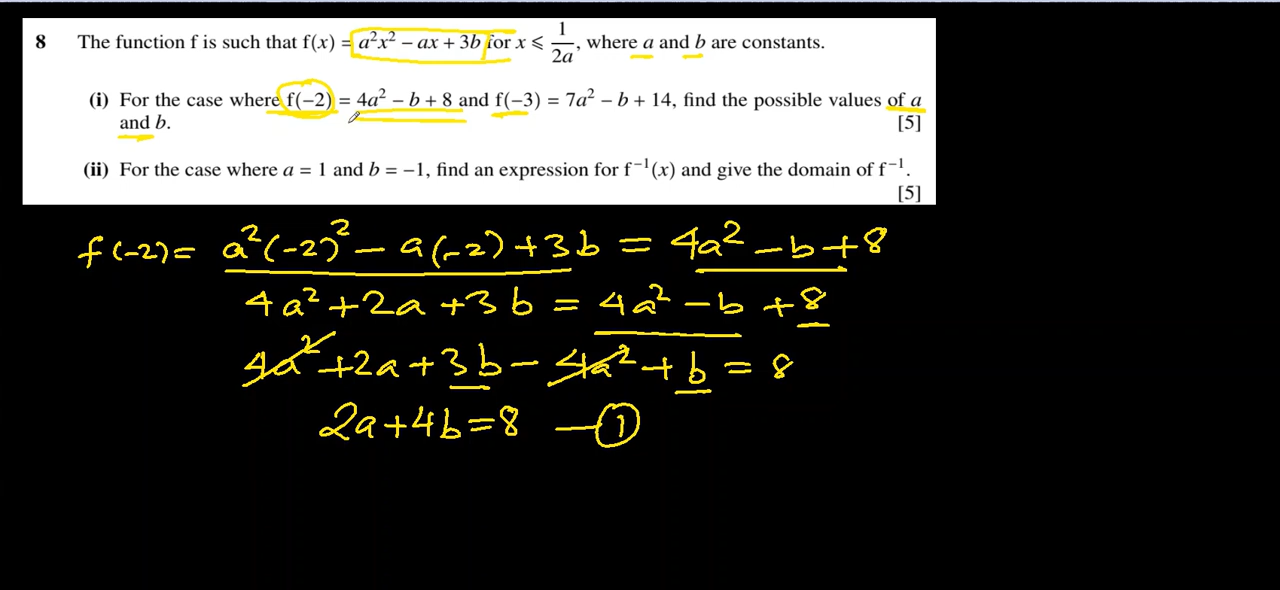 8 The function f is such that f(x) = a²x² − ax + 3b for x ⩽ 1/2a, where a and b are constants.
(i) For the case where f(−2) = 4a² − b + 8 and f(−3) = 7a² − b + 14, find the possible values of a
and b. [5]
(ii) For the case where a = 1 and b = −1, find an expression for f⁻¹(x) and give the domain of f⁻¹.
[5]
f(-2) = a²(-2)² - a(-2) + 3b = 4a² - b + 8
4a² + 2a + 3b = 4a² - b + 8
4a² + 2a + 3b - 4a² + b = 8
2a + 4b = 8 — ①